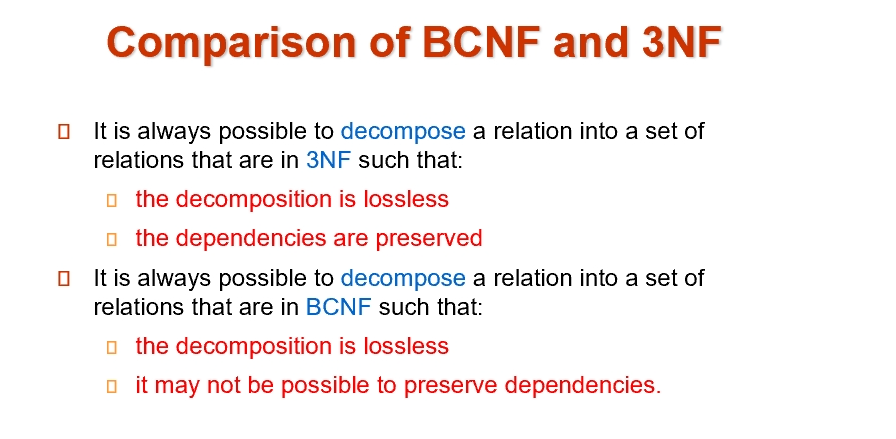 Comparison of BCNF and 3NF
It is always possible to decompose a relation into a set of
relations that are in 3NF such that:
the decomposition is lossless
the dependencies are preserved
It is always possible to decompose a relation into a set of
relations that are in BCNF such that:
the decomposition is lossless
it may not be possible to preserve dependencies.